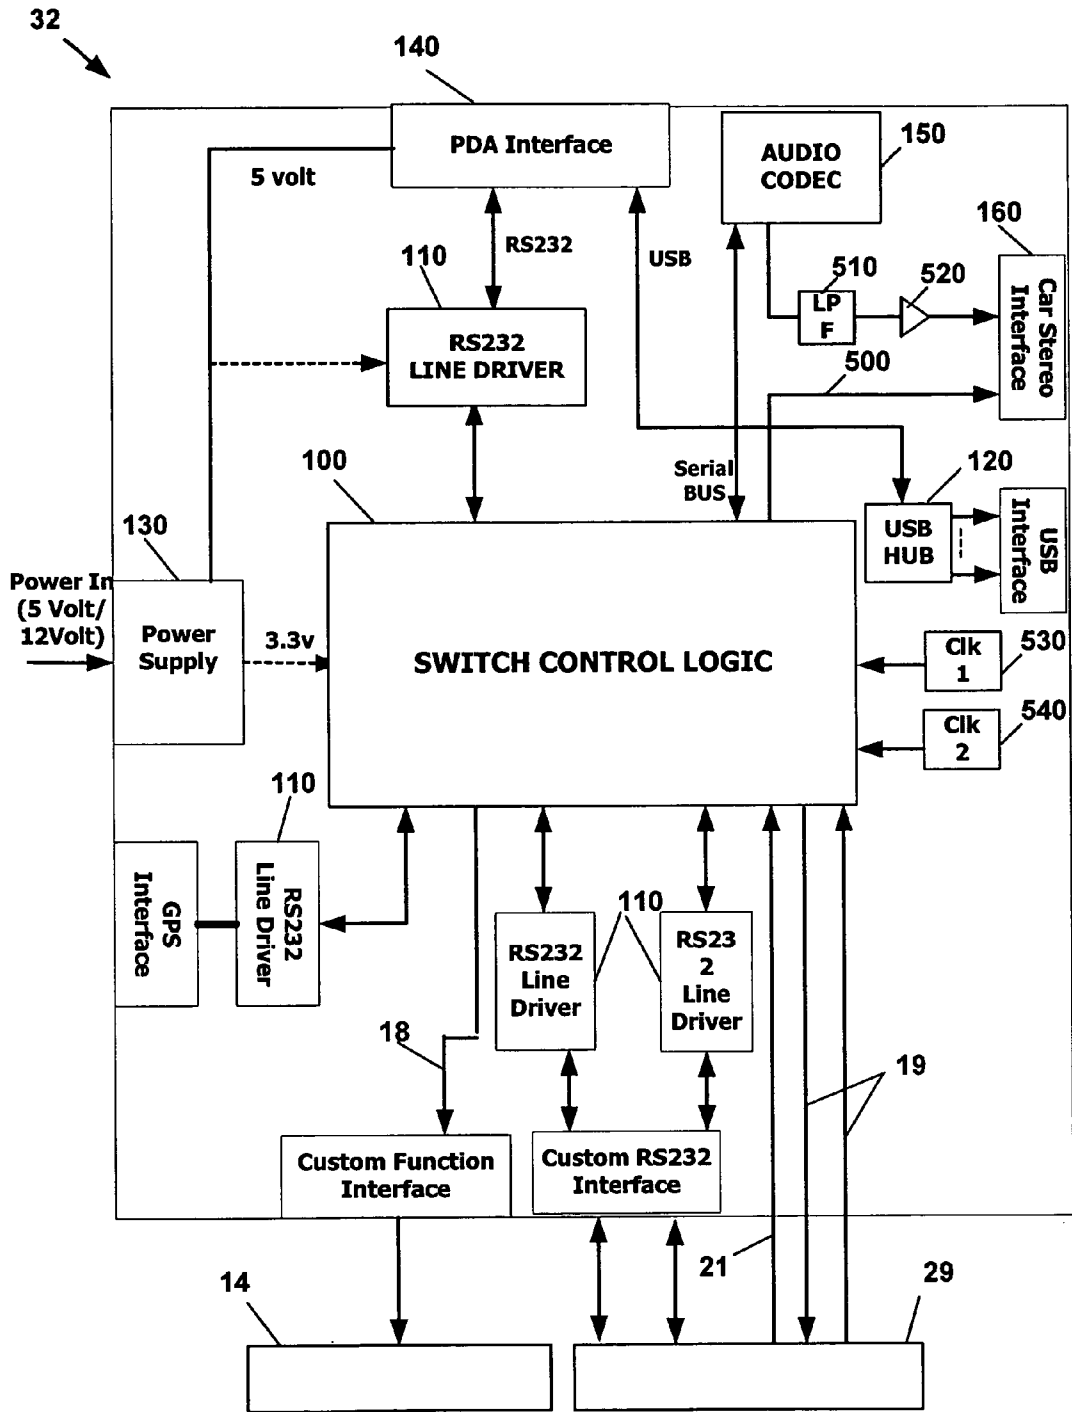 32
140
PDA Interface
AUDIO
CODEC
150
5 volt
RS232
USB
160
110
510
520
LP
F
Car Stereo
Interface
RS232
LINE DRIVER
500
100
Serial
BUS
120
130
USB
HUB
USB
Interface
Power In
(5 Volt/
12Volt)
Power
Supply
3.3v
SWITCH CONTROL LOGIC
Clk
1
530
Clk
2
540
110
GPS
Interface
RS232
Line Driver
110
RS232
Line
Driver
RS23
2
Line
Driver
18
19
Custom Function
Interface
Custom RS232
Interface
21
14
29